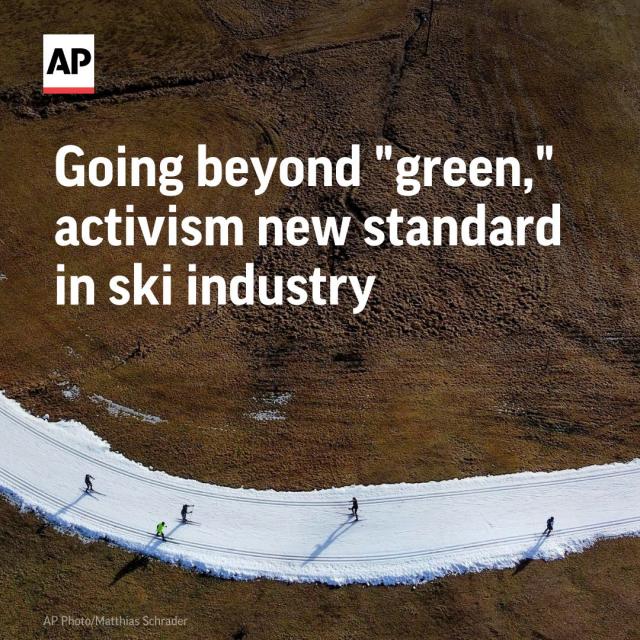 AP
Going beyond "green,"
activism new standard
in ski industry
AP Photo/Matthias Schrader